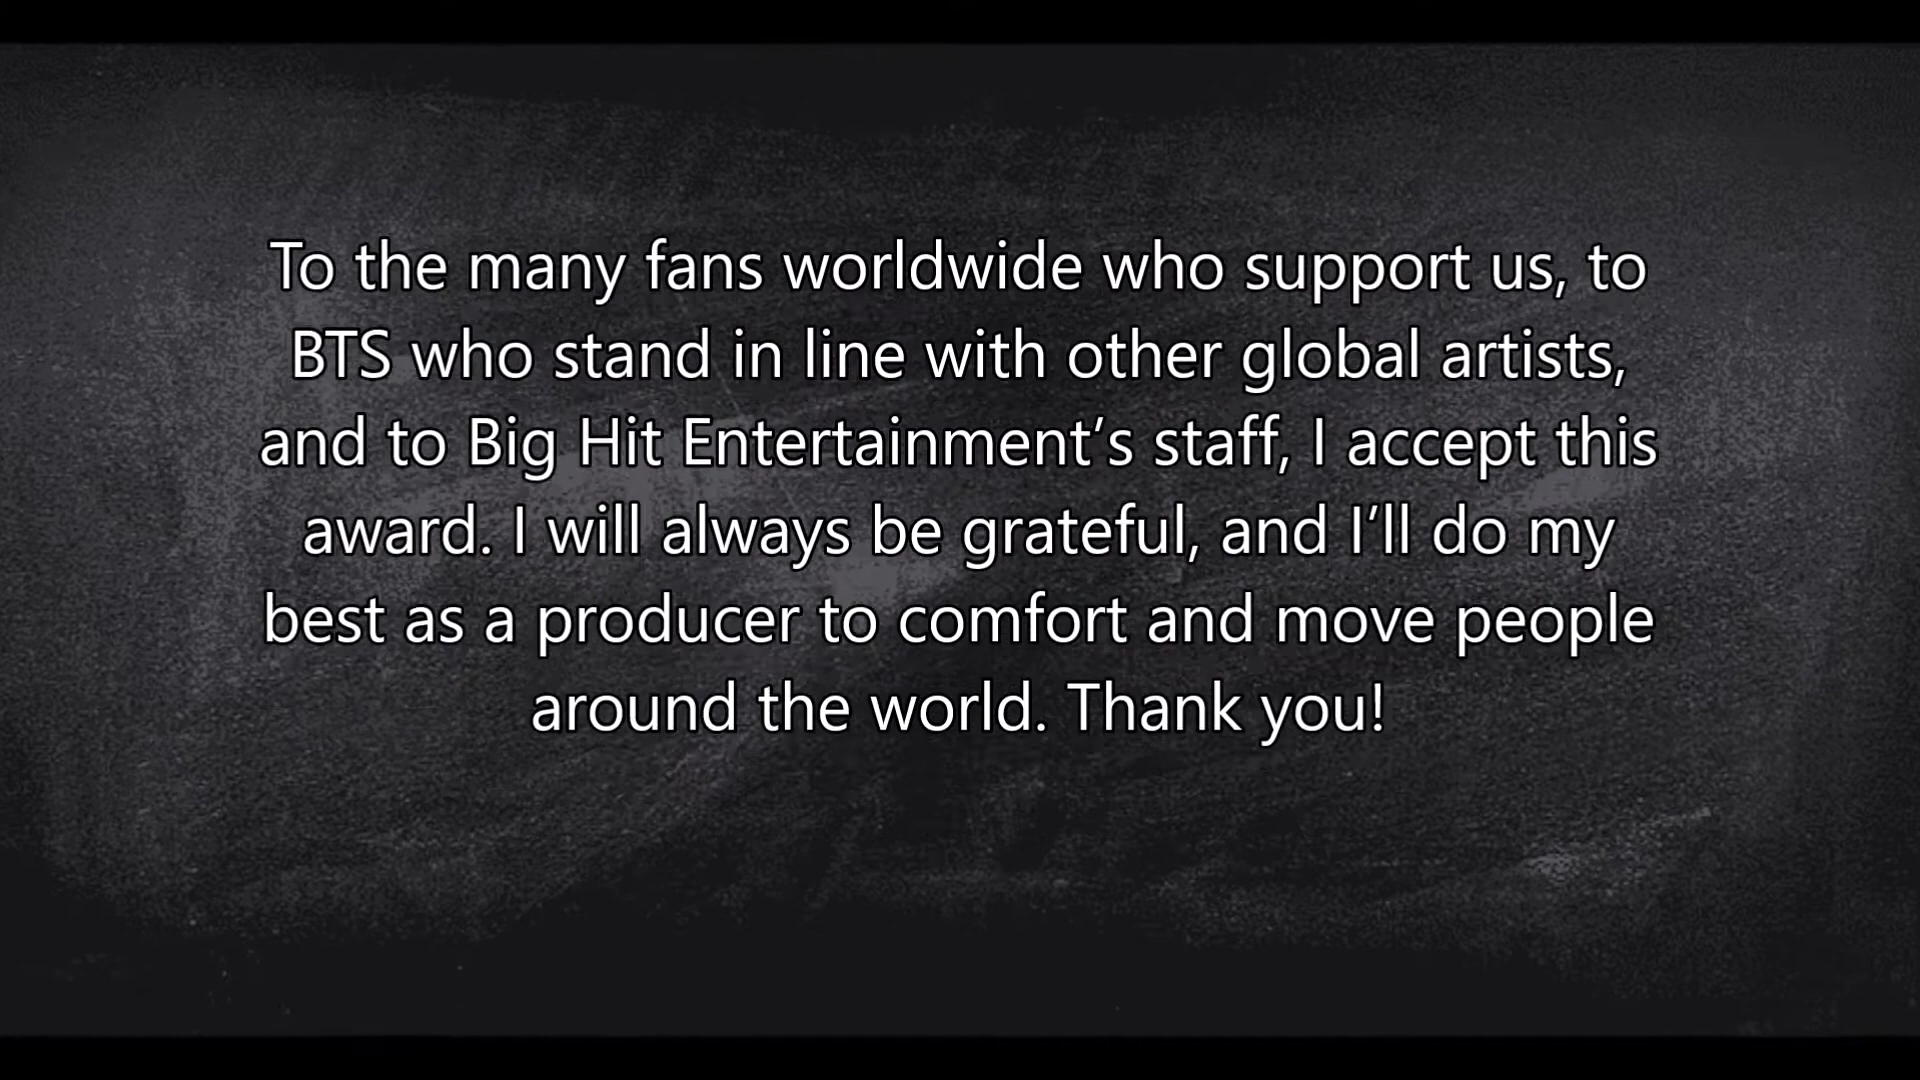 To the many fans worldwide who support us, to
BTS who stand in line with other global artists,
and to Big Hit Entertainment’s staff, I accept this
award. I will always be grateful, and I’ll do my
best as a producer to comfort and move people
around the world. Thank you!